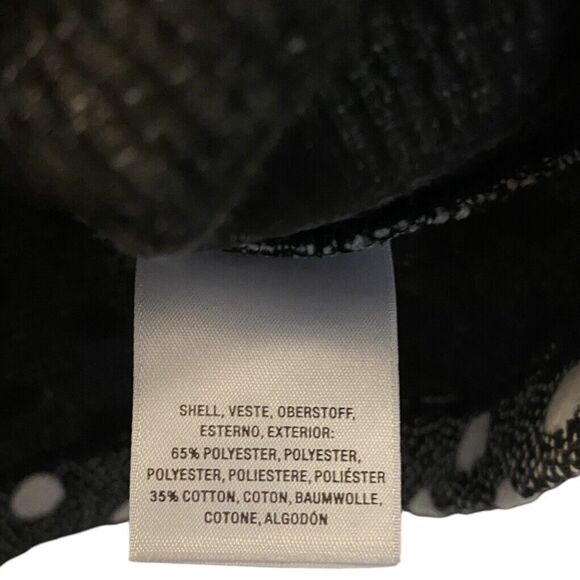 SHELL, VESTE, OBERSTOFF,
ESTERNO, EXTERIOR:
65% POLYESTER, POLYESTER,
POLYESTER, POLIESTERE, POLIÉSTER
35% COTTON, COTON, BAUMWOLLE,
COTONE, ALGODÓN